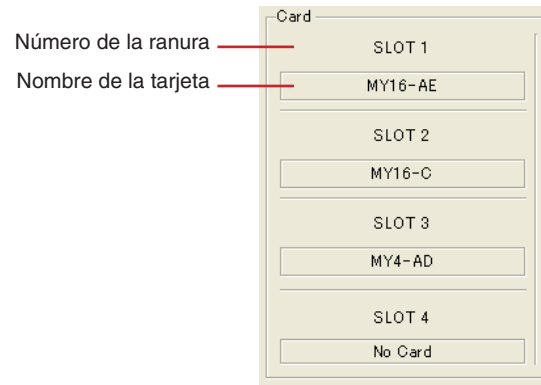 Card
Número de la ranura
SLOT 1
Nombre de la tarjeta
MY16-AE
SLOT 2
MY16-C
SLOT 3
MY4-AD
SLOT 4
No Card